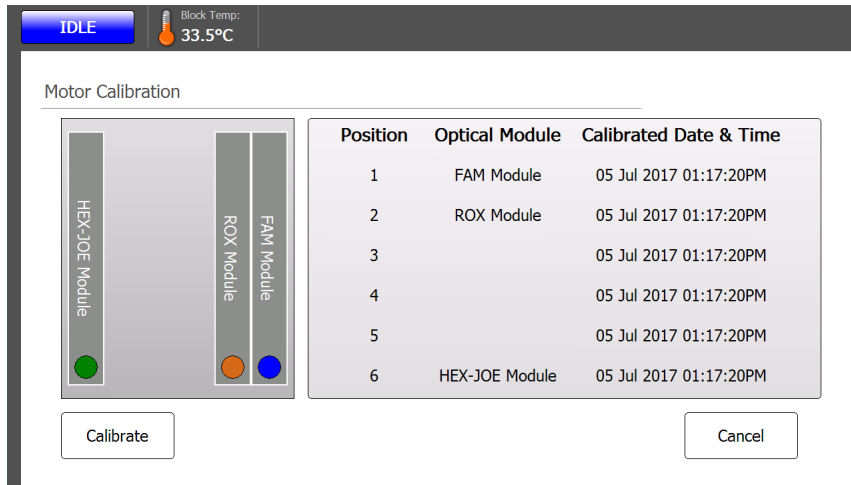 IDLE
Block Temp:
33.5°C
Motor Calibration
HEX-JOE Module
ROX Module
FAM Module
Position Optical Module Calibrated Date & Time
1 FAM Module 05 Jul 2017 01:17:20PM
2 ROX Module 05 Jul 2017 01:17:20PM
3 05 Jul 2017 01:17:20PM
4 05 Jul 2017 01:17:20PM
5 05 Jul 2017 01:17:20PM
6 HEX-JOE Module 05 Jul 2017 01:17:20PM
Calibrate
Cancel